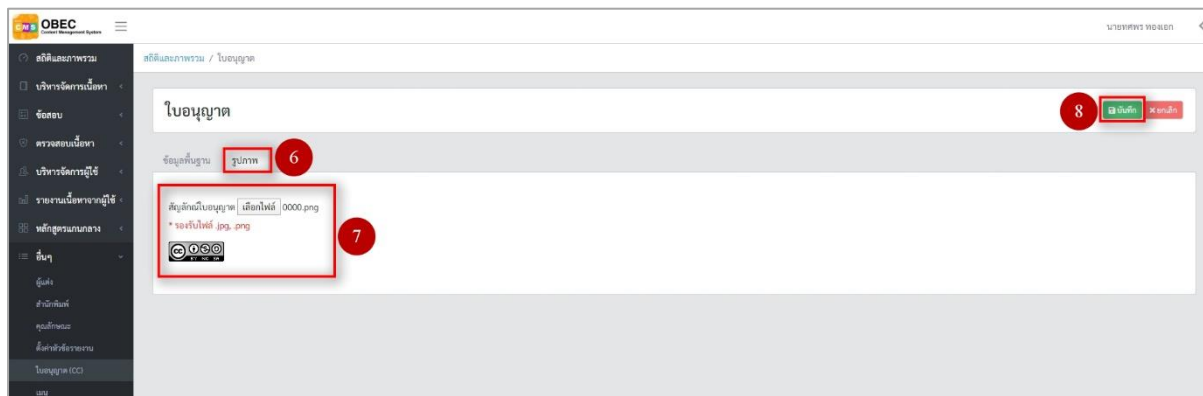 CMS OBEC
Content Management System
นายทศพร ทองเอก
สถิติและภาพรวม
บริหารจัดการเนื้อหา
ข้อสอบ
ตรวจสอบเนื้อหา
บริหารจัดการผู้ใช้
รายงานเนื้อหาจากผู้ใช้
หลักสูตรแกนกลาง
อื่นๆ
ผู้แต่ง
สำนักพิมพ์
คุณลักษณะ
ตั้งค่าหัวข้อรายงาน
ใบอนุญาต (CC)
เมนู
สถิติและภาพรวม / ใบอนุญาต
ใบอนุญาต
8
บันทึก
ยกเลิก
ข้อมูลพื้นฐาน
รูปภาพ
6
สัญลักษณ์ใบอนุญาต เลือกไฟล์ 0000.png
* รองรับไฟล์ .jpg, .png
cc
BY NC SA
7